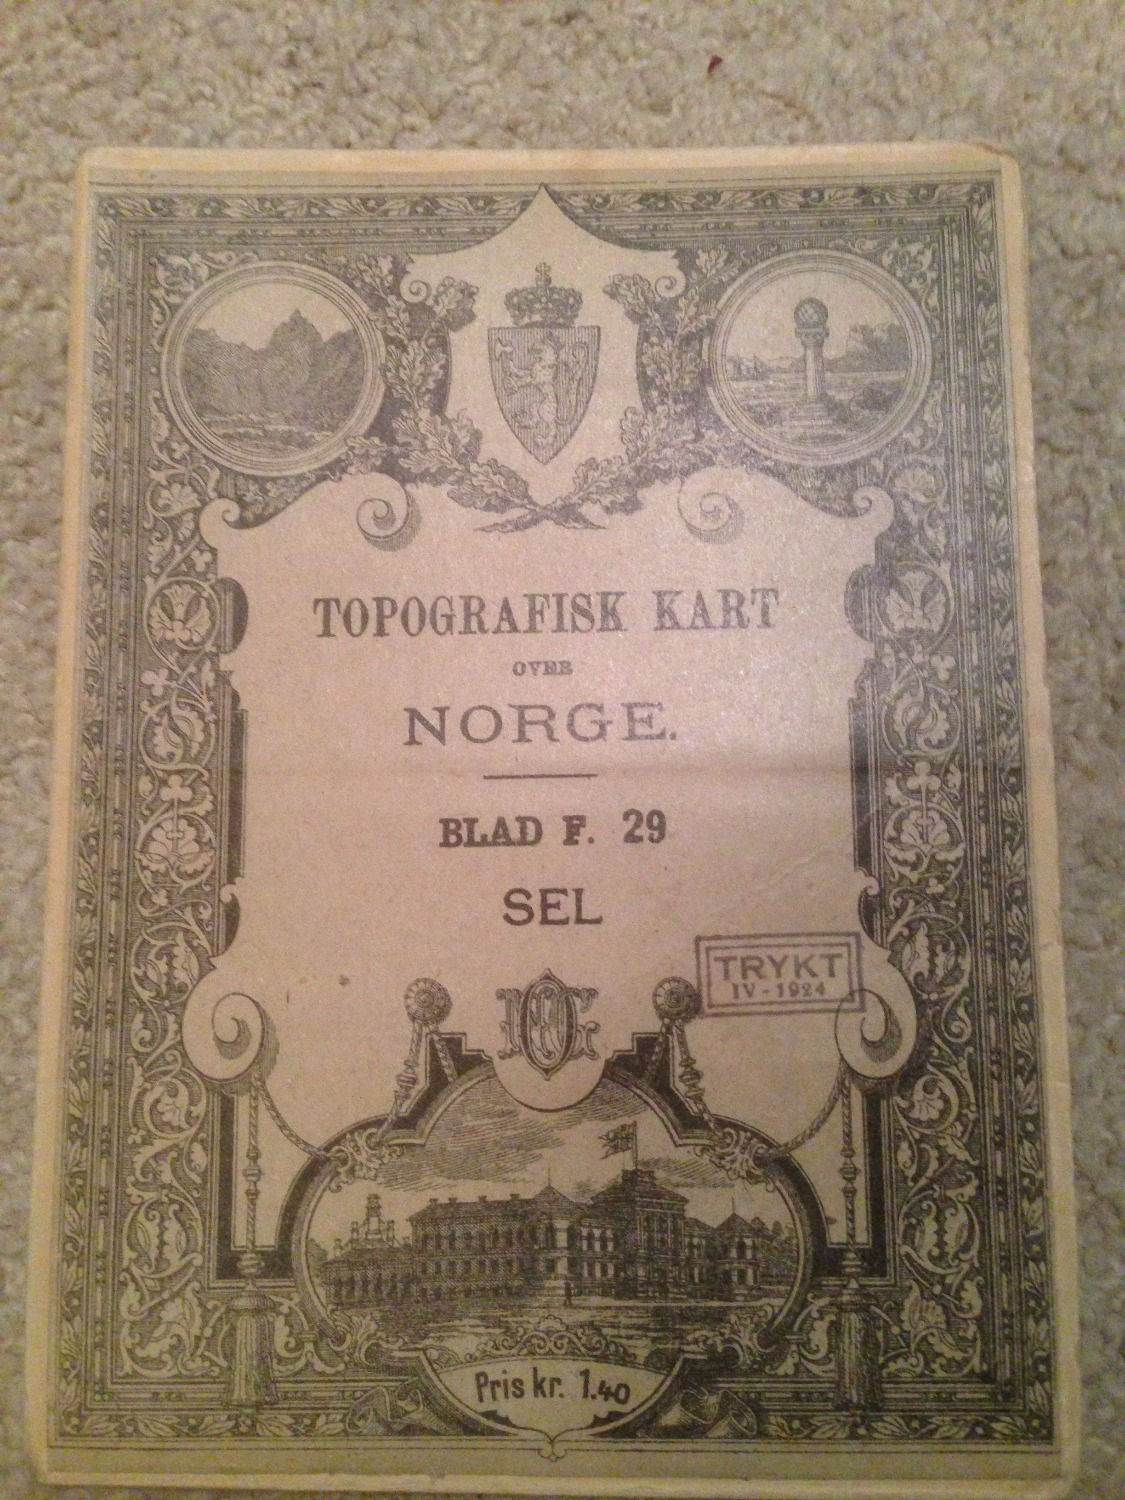 TOPOGRAFISK KART
OVER
NORGE.
BLAD F. 29
SEL
TRYKT
IV-1924
Pris kr. 1.40